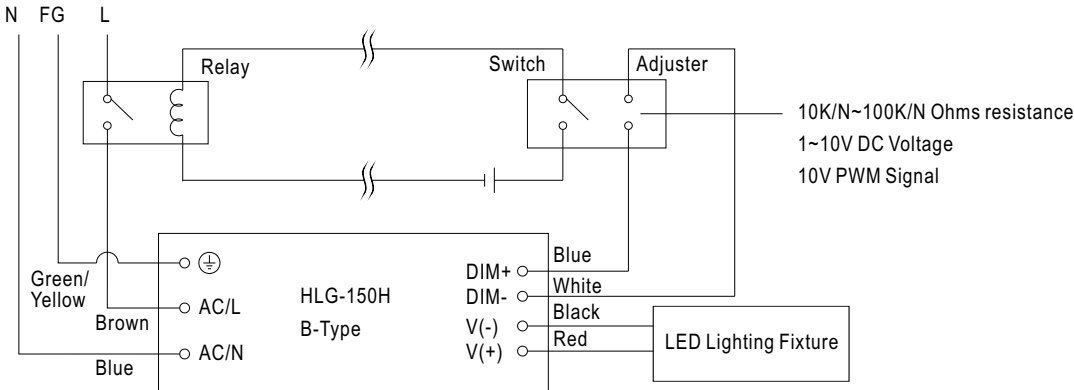 N FG L
Relay
Switch
Adjuster
10K/N~100K/N Ohms resistance
1~10V DC Voltage
10V PWM Signal
Green/
Yellow
Brown
Blue
AC/L
AC/N
HLG-150H
B-Type
DIM+
DIM-
V(-)
V(+)
Blue
White
Black
Red
LED Lighting Fixture